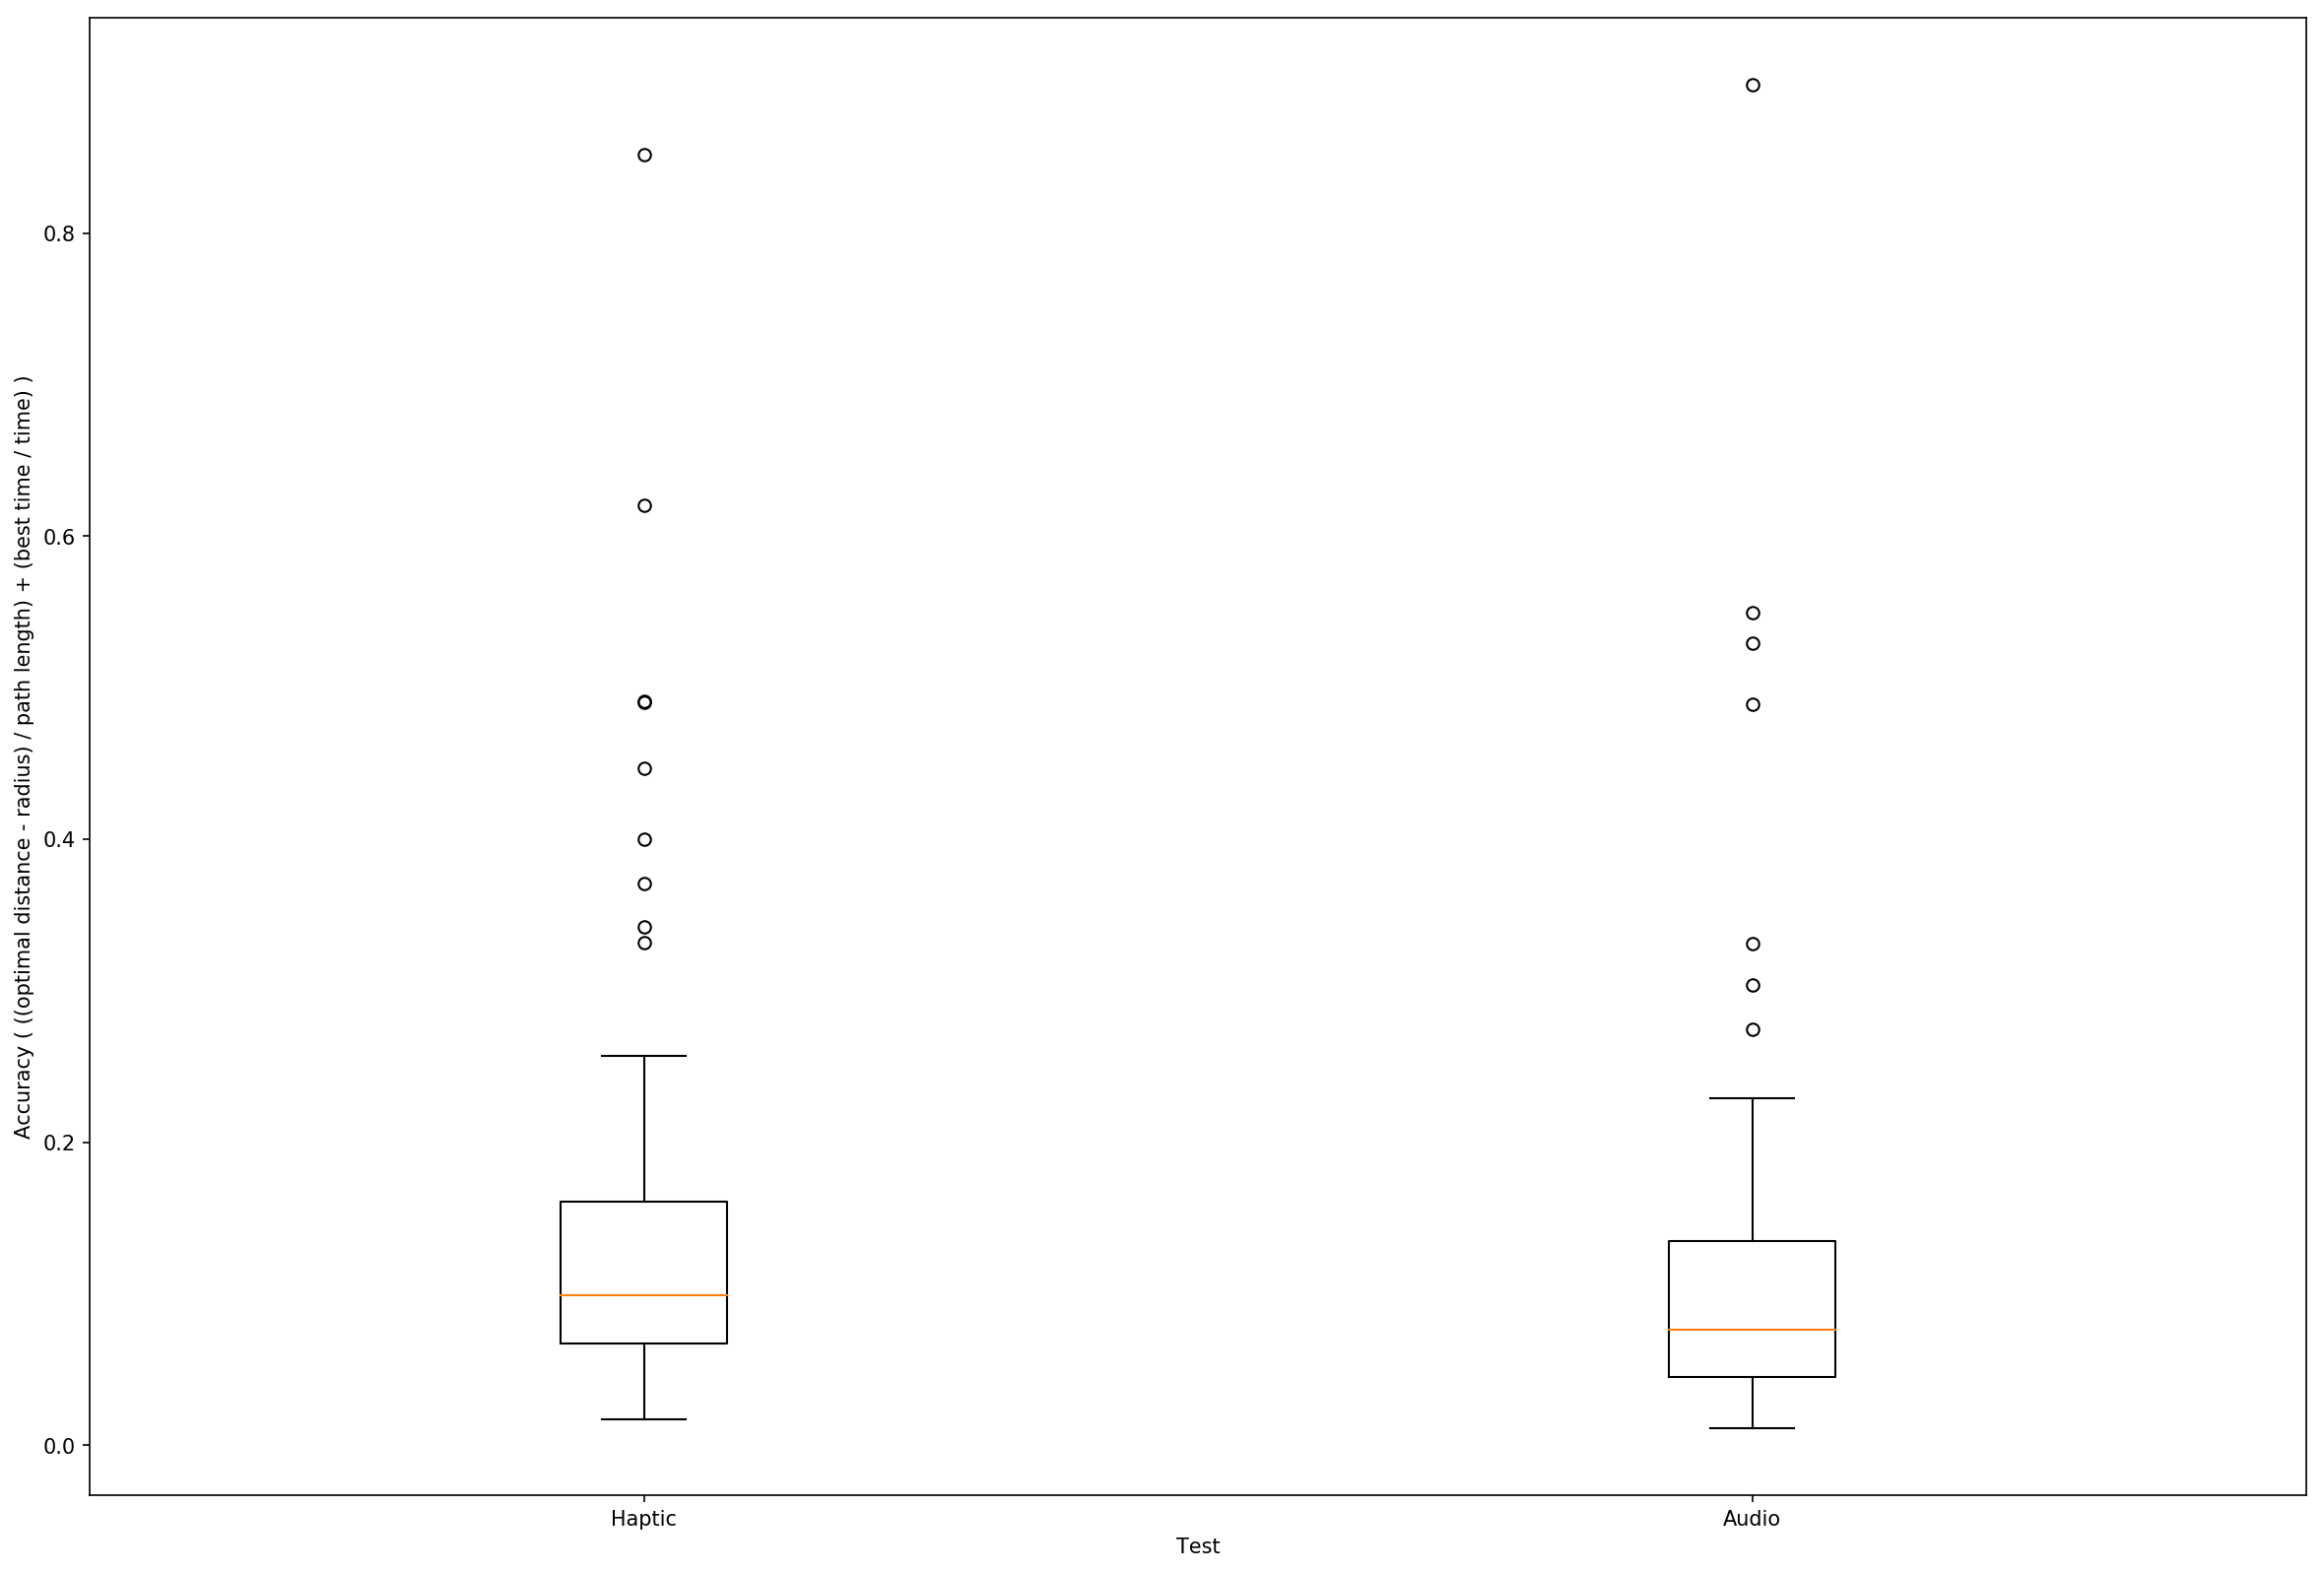 Accuracy ( (((optimal distance - radius) / path length) + (best time / time) )
0.8
0.6
0.4
0.2
0.0
Haptic
Audio
Test